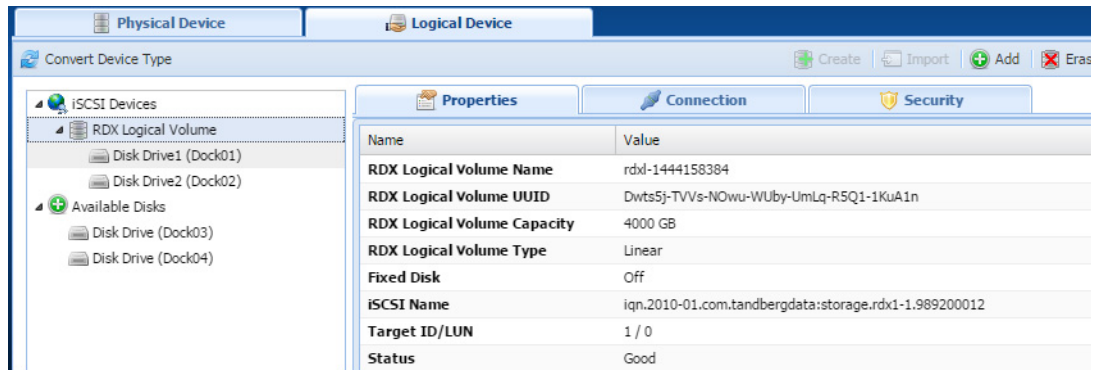 Physical Device Logical Device
Convert Device Type Create Import Add Eras
iSCSI Devices
RDX Logical Volume
Disk Drive1 (Dock01)
Disk Drive2 (Dock02)
Available Disks
Disk Drive (Dock03)
Disk Drive (Dock04)
Properties Connection Security
Name Value
RDX Logical Volume Name rdxl-1444158384
RDX Logical Volume UUID Dwts5j-TVVs-NOwu-WUby-UmLq-R5Q1-1KuA1n
RDX Logical Volume Capacity 4000 GB
RDX Logical Volume Type Linear
Fixed Disk Off
iSCSI Name iqn.2010-01.com.tandbergdata:storage.rdx1-1.989200012
Target ID/LUN 1 / 0
Status Good